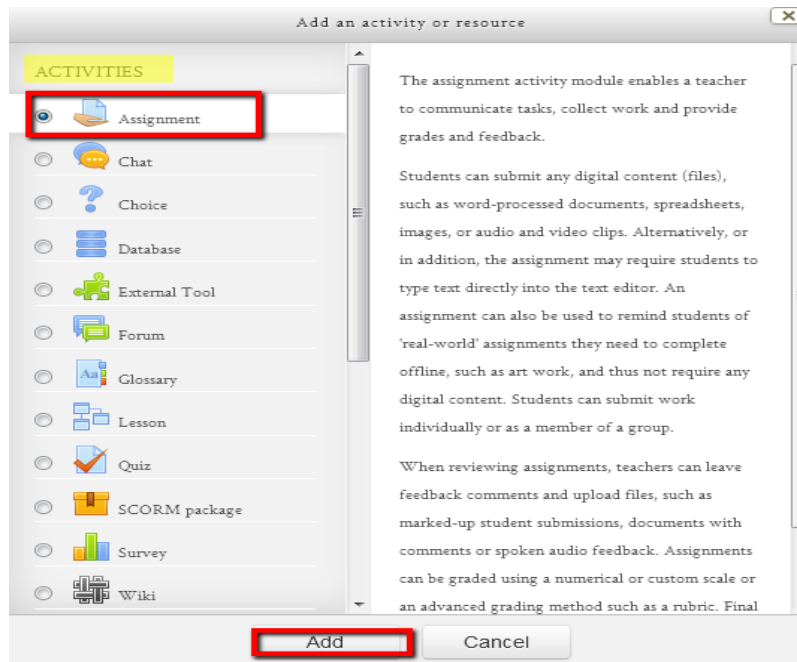 Add an activity or resource
ACTIVITIES
Assignment
Chat
Choice
Database
External Tool
Forum
Aa
Glossary
Lesson
Quiz
SCORM package
Survey
Wiki
The assignment activity module enables a teacher
to communicate tasks, collect work and provide
grades and feedback.
Students can submit any digital content (files),
such as word-processed documents, spreadsheets,
images, or audio and video clips. Alternatively, or
in addition, the assignment may require students to
type text directly into the text editor. An
assignment can also be used to remind students of
'real-world' assignments they need to complete
offline, such as art work, and thus not require any
digital content. Students can submit work
individually or as a member of a group.
When reviewing assignments, teachers can leave
feedback comments and upload files, such as
marked-up student submissions, documents with
comments or spoken audio feedback. Assignments
can be graded using a numerical or custom scale or
an advanced grading method such as a rubric. Final
Add
Cancel